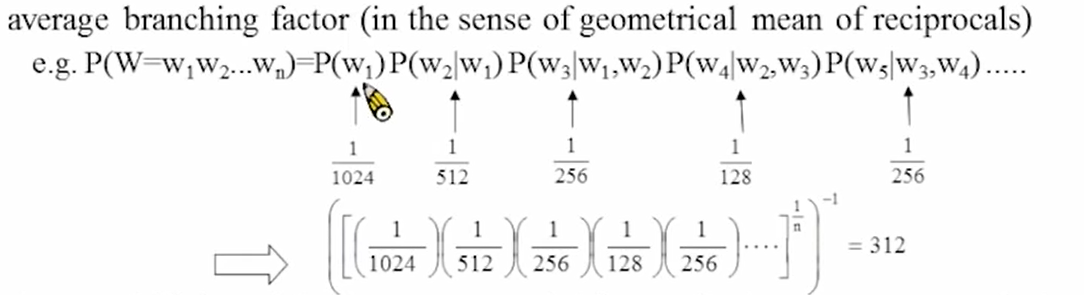 average branching factor (in the sense of geometrical mean of reciprocals)
e.g. P(W=w₁w₂...wₙ)=P(w₁)P(w₂|w₁)P(w₃|w₁,w₂)P(w₄|w₂,w₃)P(w₅|w₃,w₄).....
1/1024 1/512 1/256 1/128 1/256
([(1/1024)(1/512)(1/256)(1/128)(1/256)....]^(1/n))^(-1) = 312